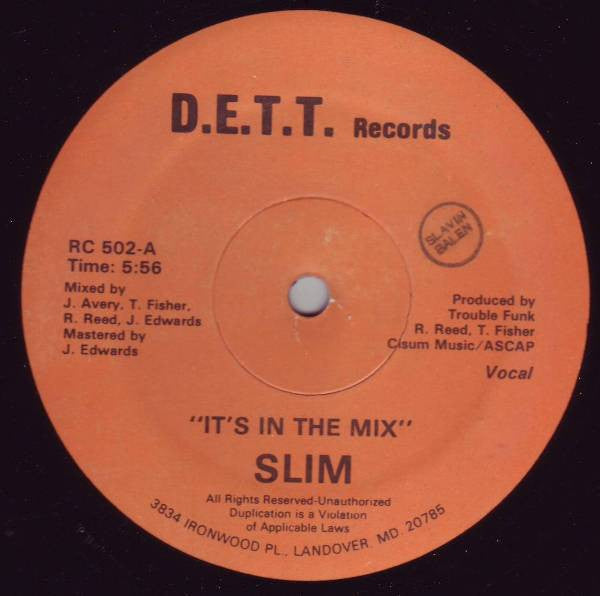 D.E.T.T. Records
SLAVIN
BALEN
RC 502-A
Time: 5:56
Mixed by
J. Avery, T. Fisher,
R. Reed, J. Edwards
Mastered by
J. Edwards
Produced by
Trouble Funk
R. Reed, T. Fisher
Cisum Music/ASCAP
Vocal
"IT'S IN THE MIX"
SLIM
All Rights Reserved-Unauthorized
Duplication is a Violation
of Applicable Laws
3834 IRONWOOD PL., LANDOVER, MD. 20785